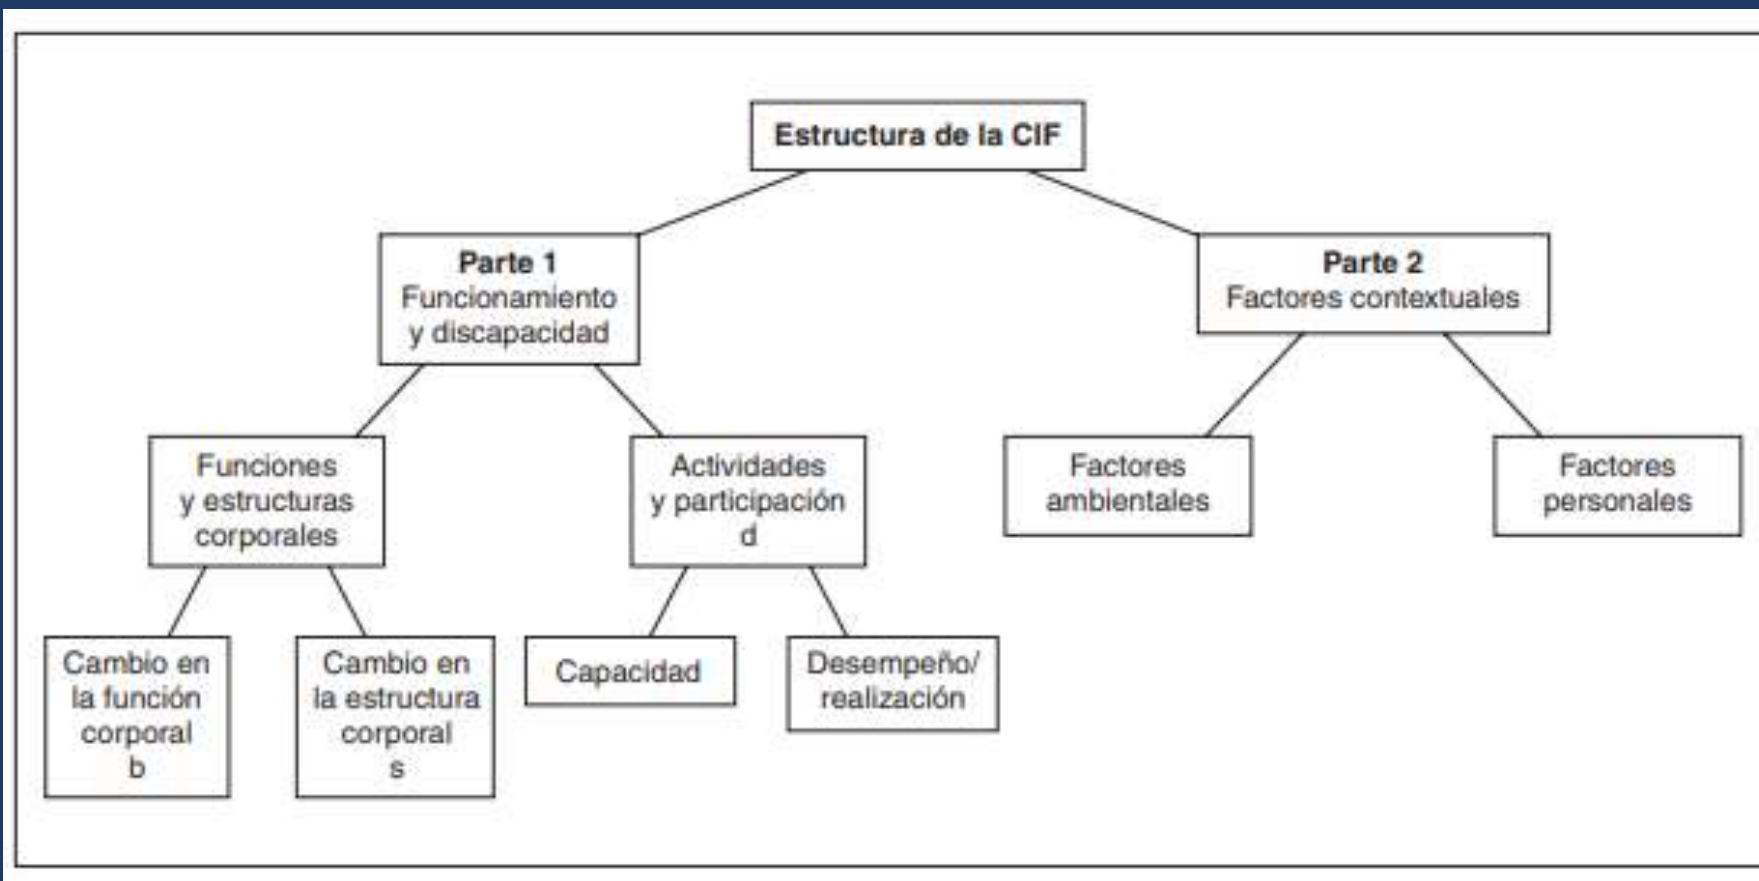 Estructura de la CIF
Parte 1
Funcionamiento
y discapacidad
Parte 2
Factores contextuales
Funciones
y estructuras
corporales
Actividades
y participación
d
Factores
ambientales
Factores
personales
Cambio en
la función
corporal
b
Cambio en
la estructura
corporal
s
Capacidad
Desempeño/
realización